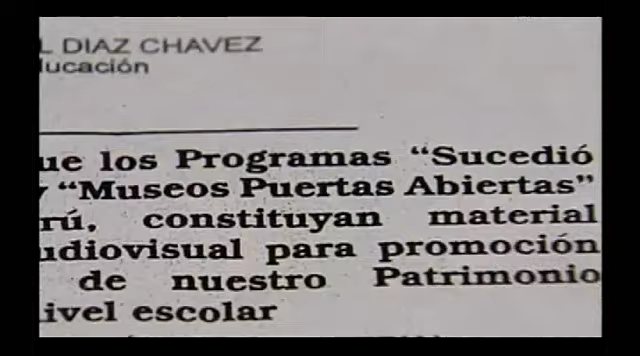 L DIAZ CHAVEZ
lucación
ue los Programas “Sucedió
y “Museos Puertas Abiertas”
rú, constituyan material
udiovisual para promoción
de nuestro Patrimonio
ivel escolar